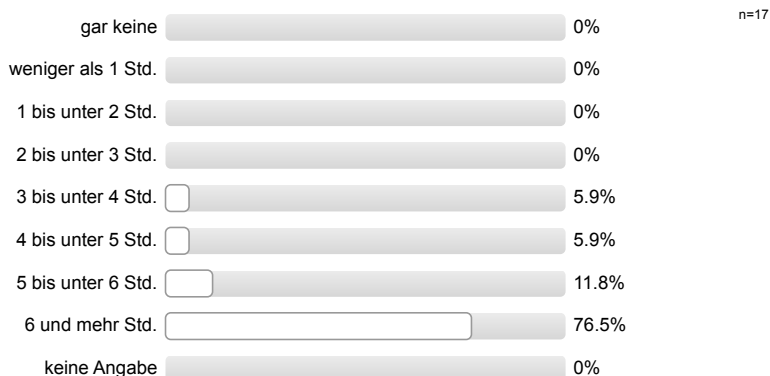 n=17
gar keine 0%
weniger als 1 Std. 0%
1 bis unter 2 Std. 0%
2 bis unter 3 Std. 0%
3 bis unter 4 Std. 5.9%
4 bis unter 5 Std. 5.9%
5 bis unter 6 Std. 11.8%
6 und mehr Std. 76.5%
keine Angabe 0%